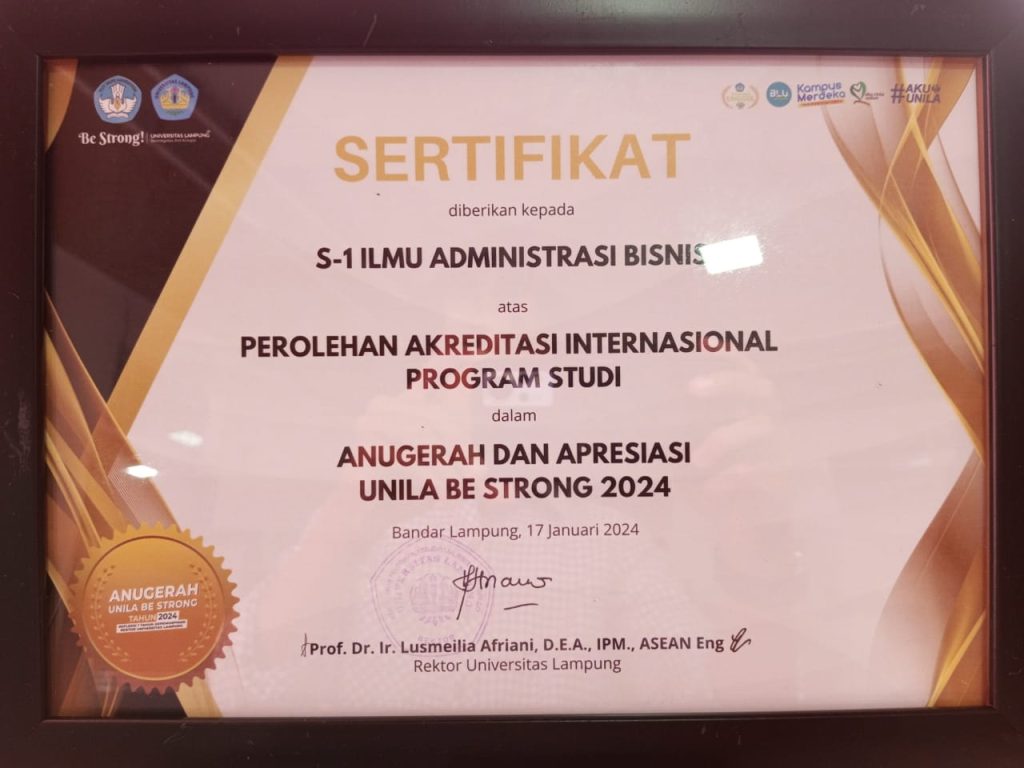 Be Strong! UNIVERSITAS LAMPUNG
BLU
Kampus
Merdeka
#AKU
UNILA
SERTIFIKAT
diberikan kepada
S-1 ILMU ADMINISTRASI BISNIS
atas
PEROLEHAN AKREDITASI INTERNASIONAL
PROGRAM STUDI
dalam
ANUGERAH DAN APRESIASI
UNILA BE STRONG 2024
Bandar Lampung, 17 Januari 2024
Prof. Dr. Ir. Lusmeilia Afriani, D.E.A., IPM., ASEAN Eng
Rektor Universitas Lampung
ANUGERAH
UNILA BE STRONG
TAHUN 2024